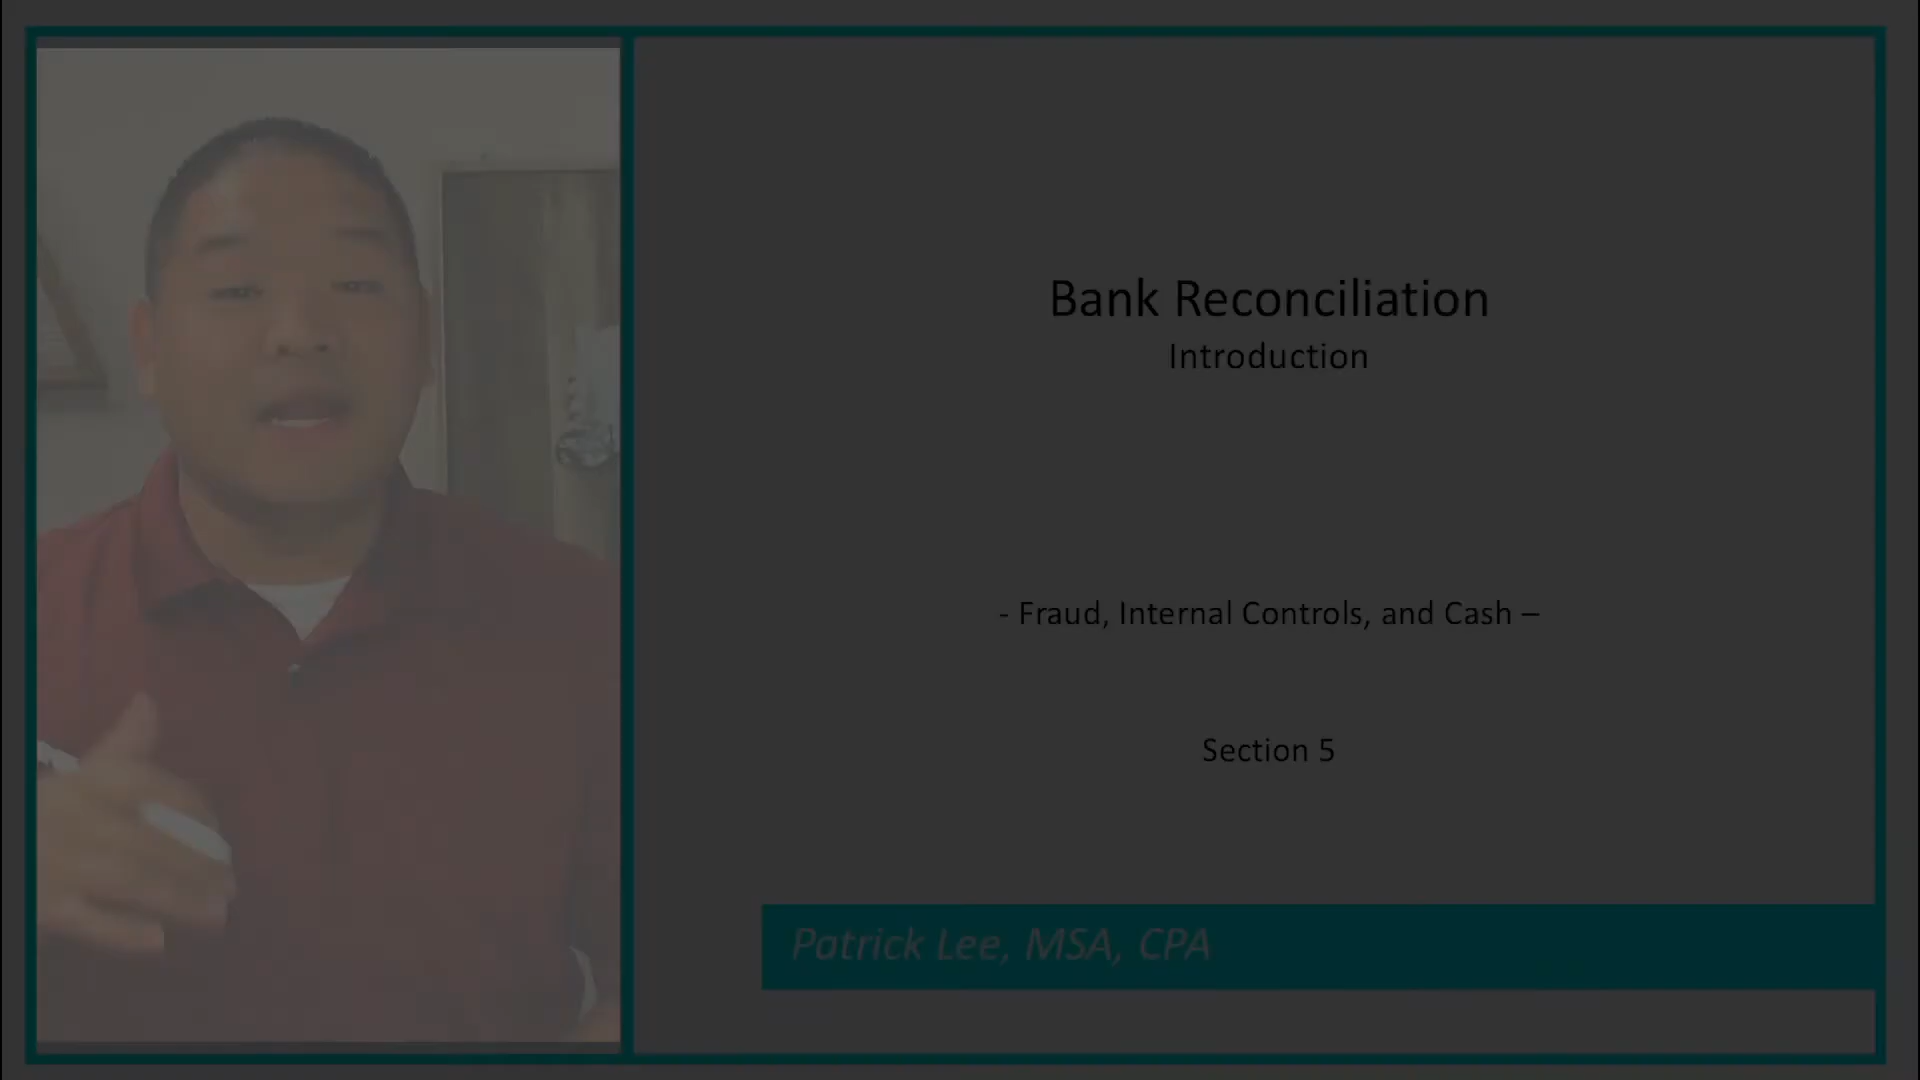 Bank Reconciliation
Introduction
- Fraud, Internal Controls, and Cash –
Section 5
Patrick Lee, MSA, CPA